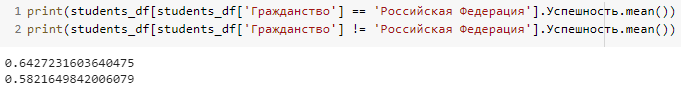 1 print(students_df[students_df['Гражданство'] == 'Российская Федерация'].Успешность.mean())
2 print(students_df[students_df['Гражданство'] != 'Российская Федерация'].Успешность.mean())
0.6427231603640475
0.5821649842006079